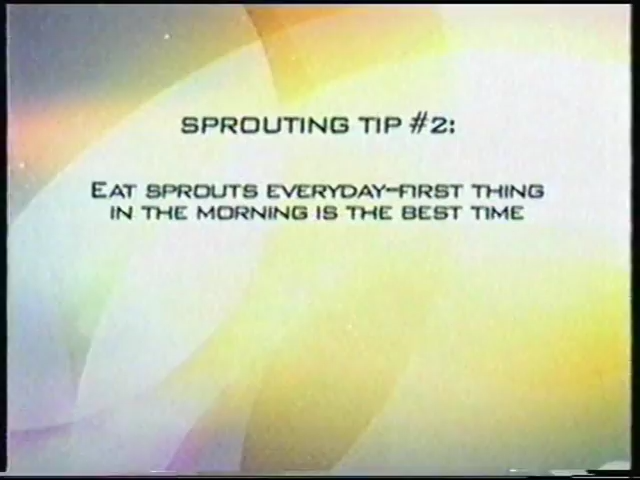 SPROUTING TIP #2:
EAT SPROUTS EVERYDAY–FIRST THING
IN THE MORNING IS THE BEST TIME